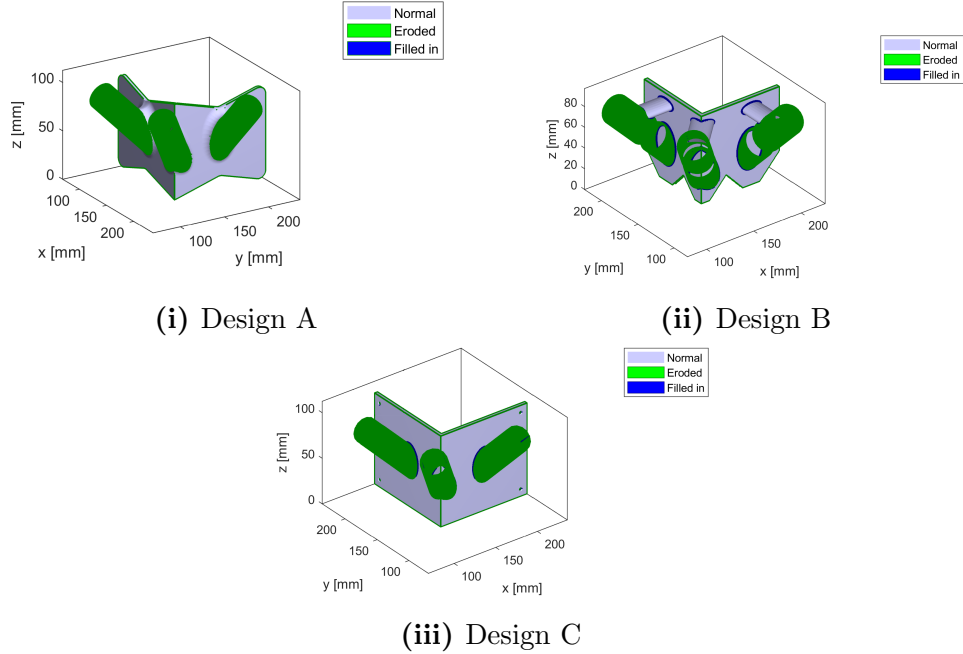 Normal
Eroded
Filled in
100
50
0
z [mm]
100
150
200
x [mm]
100
150
200
y [mm]
(i) Design A
Normal
Eroded
Filled in
80
60
40
20
0
z [mm]
200
150
100
y [mm]
100
150
200
x [mm]
(ii) Design B
Normal
Eroded
Filled in
100
50
0
z [mm]
200
150
100
y [mm]
100
150
200
x [mm]
(iii) Design C